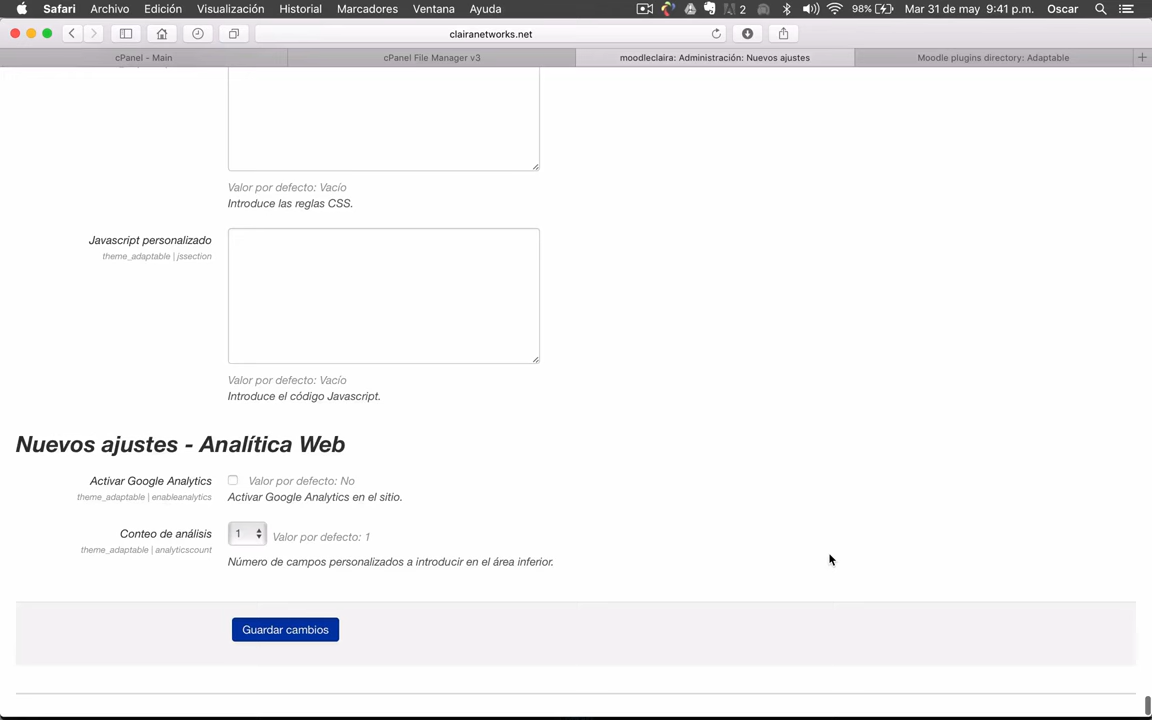 Safari Archivo Edición Visualización Historial Marcadores Ventana Ayuda 2 98% Mar 31 de may 9:41 p.m. Oscar
clairanetworks.net
cPanel - Main cPanel File Manager v3 moodleclaira: Administración: Nuevos ajustes Moodle plugins directory: Adaptable
Valor por defecto: Vacío
Introduce las reglas CSS.
Javascript personalizado
theme_adaptable | jssection
Valor por defecto: Vacío
Introduce el código Javascript.
Nuevos ajustes - Analítica Web
Activar Google Analytics Valor por defecto: No
theme_adaptable | enableanalytics Activar Google Analytics en el sitio.
Conteo de análisis 1 Valor por defecto: 1
theme_adaptable | analyticscount
Número de campos personalizados a introducir en el área inferior.
Guardar cambios